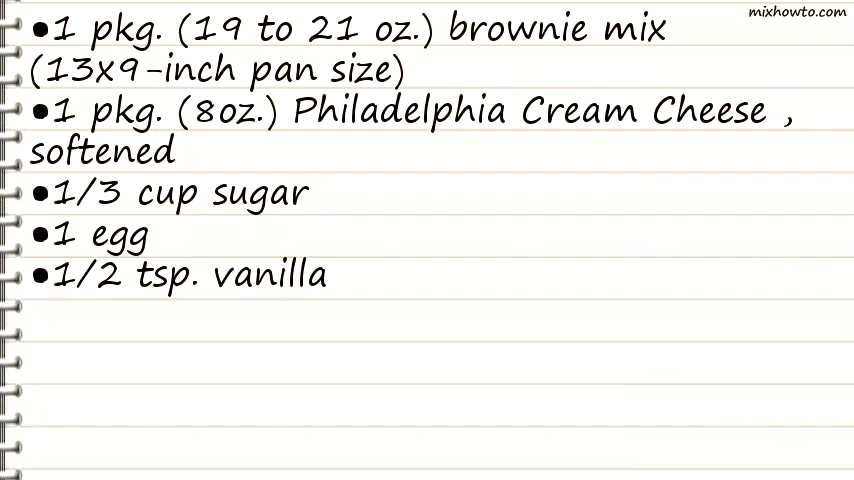 mixhowto.com
●1 pkg. (19 to 21 oz.) brownie mix
(13x9-inch pan size)
●1 pkg. (8oz.) Philadelphia Cream Cheese ,
softened
●1/3 cup sugar
●1 egg
●1/2 tsp. vanilla